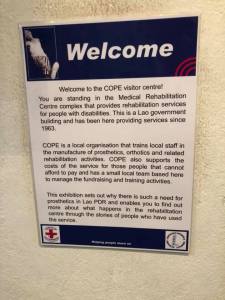 Welcome
Welcome to the COPE visitor centre!
You are standing in the Medical Rehabilitation
Centre complex that provides rehabilitation services
for people with disabilities. This is a Lao government
building and has been here providing services since
1963.
COPE is a local organisation that trains local staff in
the manufacture of prosthetics, orthotics and related
rehabilitation activities. COPE also supports the
costs of the service for those people that cannot
afford to pay and has a small local team based here
to manage the fundraising and training activities.
This exhibition sets out why there is such a need for
prosthetics in Lao PDR and enables you to find out
more about what happens in the rehabilitation
centre through the stories of people who have used
the service.
Helping people move on